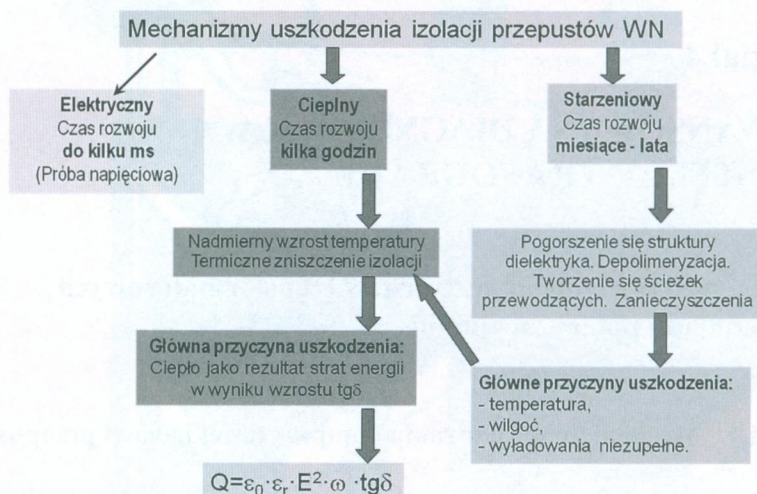 Mechanizmy uszkodzenia izolacji przepustów WN
Elektryczny
Czas rozwoju
do kilku ms
(Próba napięciowa)
Cieplny
Czas rozwoju
kilka godzin
Starzeniowy
Czas rozwoju
miesiące - lata
Nadmierny wzrost temperatury
Termiczne zniszczenie izolacji
Pogorszenie się struktury
dielektryka. Depolimeryzacja.
Tworzenie się ścieżek
przewodzących. Zanieczyszczenia
Główna przyczyna uszkodzenia:
Ciepło jako rezultat strat energii
w wyniku wzrostu tgδ
Główne przyczyny uszkodzenia:
- temperatura,
- wilgoć,
- wyładowania niezupełne.
Q=ε₀·εᵣ·E²·ω·tgδ